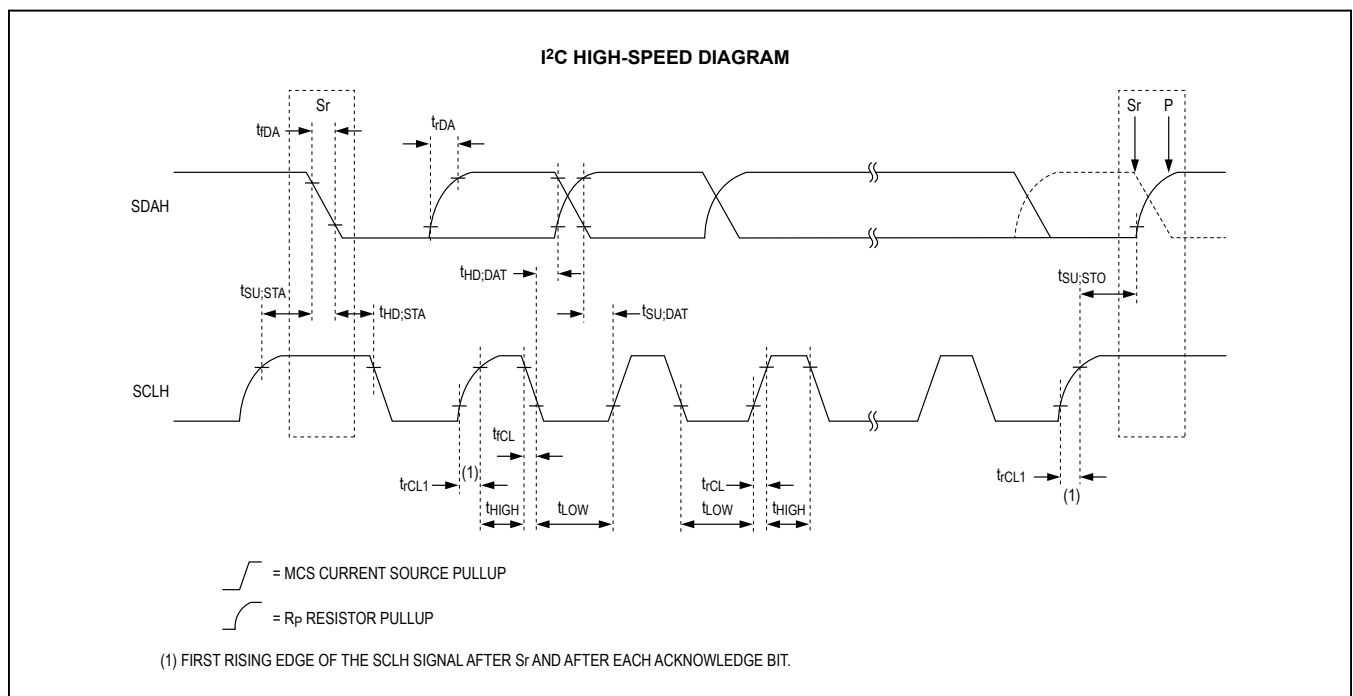 I²C HIGH-SPEED DIAGRAM
Sr
Sr P
tfDA
trDA
SDAH
tHD;DAT
tSU;STO
tSU;STA
tHD;STA
tSU;DAT
SCLH
tfCL
trCL1
(1)
trCL
trCL1
(1)
tHIGH
tLOW
tLOW
tHIGH
= MCS CURRENT SOURCE PULLUP
= RP RESISTOR PULLUP
(1) FIRST RISING EDGE OF THE SCLH SIGNAL AFTER Sr AND AFTER EACH ACKNOWLEDGE BIT.